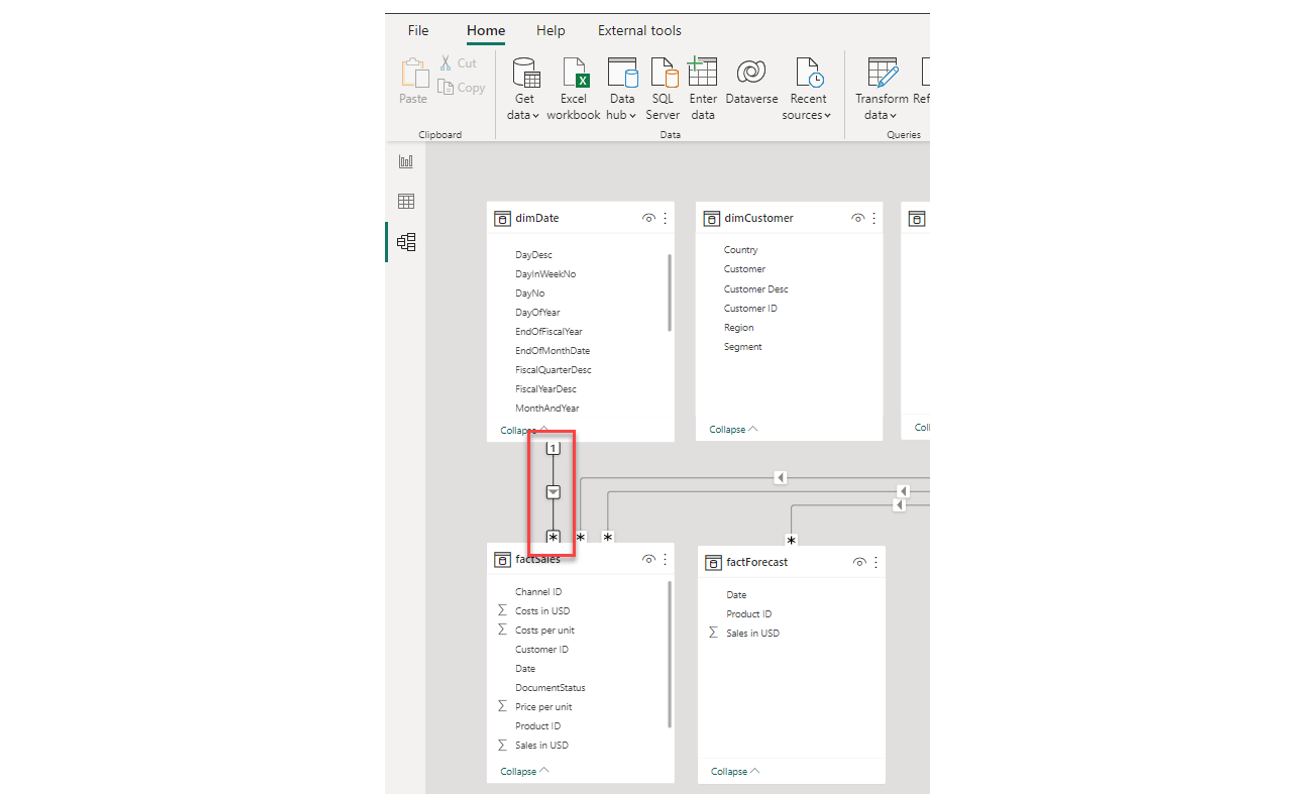 File Home Help External tools
Cut
Copy
Paste
Get data
Excel workbook
Data hub
SQL Server
Enter data
Dataverse
Recent sources
Transform data
Ref
Clipboard Data Queries
dimDate
DayDesc
DayInWeekNo
DayNo
DayOfYear
EndOfFiscalYear
EndOfMonthDate
FiscalQuarterDesc
FiscalYearDesc
MonthAndYear
Collapse
dimCustomer
Country
Customer
Customer Desc
Customer ID
Region
Segment
Collapse
Coll
1
*
*
*
*
factSales
Channel ID
Σ Costs in USD
Σ Costs per unit
Customer ID
Date
DocumentStatus
Σ Price per unit
Product ID
Σ Sales in USD
Collapse
factForecast
Date
Product ID
Σ Sales in USD
Collapse